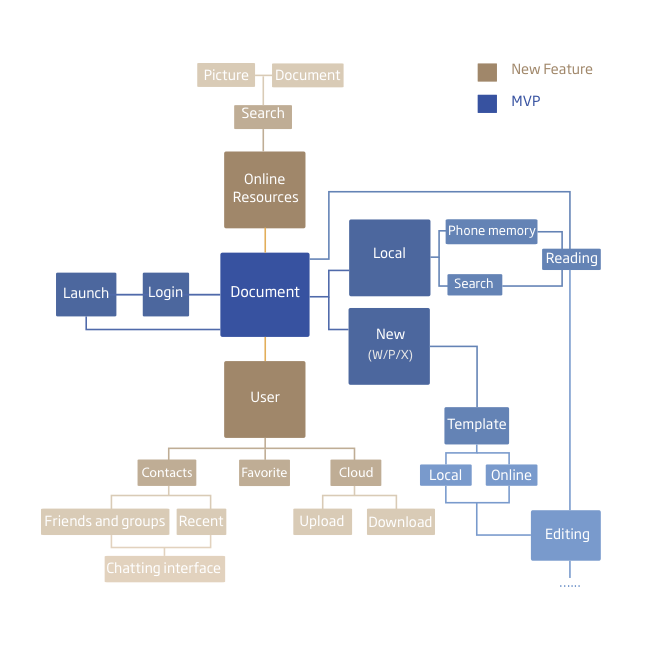 Picture
Document
New Feature
MVP
Search
Online
Resources
Local
Phone memory
Search
Reading
Launch
Login
Document
New
(W/P/X)
User
Template
Contacts
Favorite
Cloud
Local
Online
Friends and groups
Recent
Upload
Download
Editing
Chatting interface
......